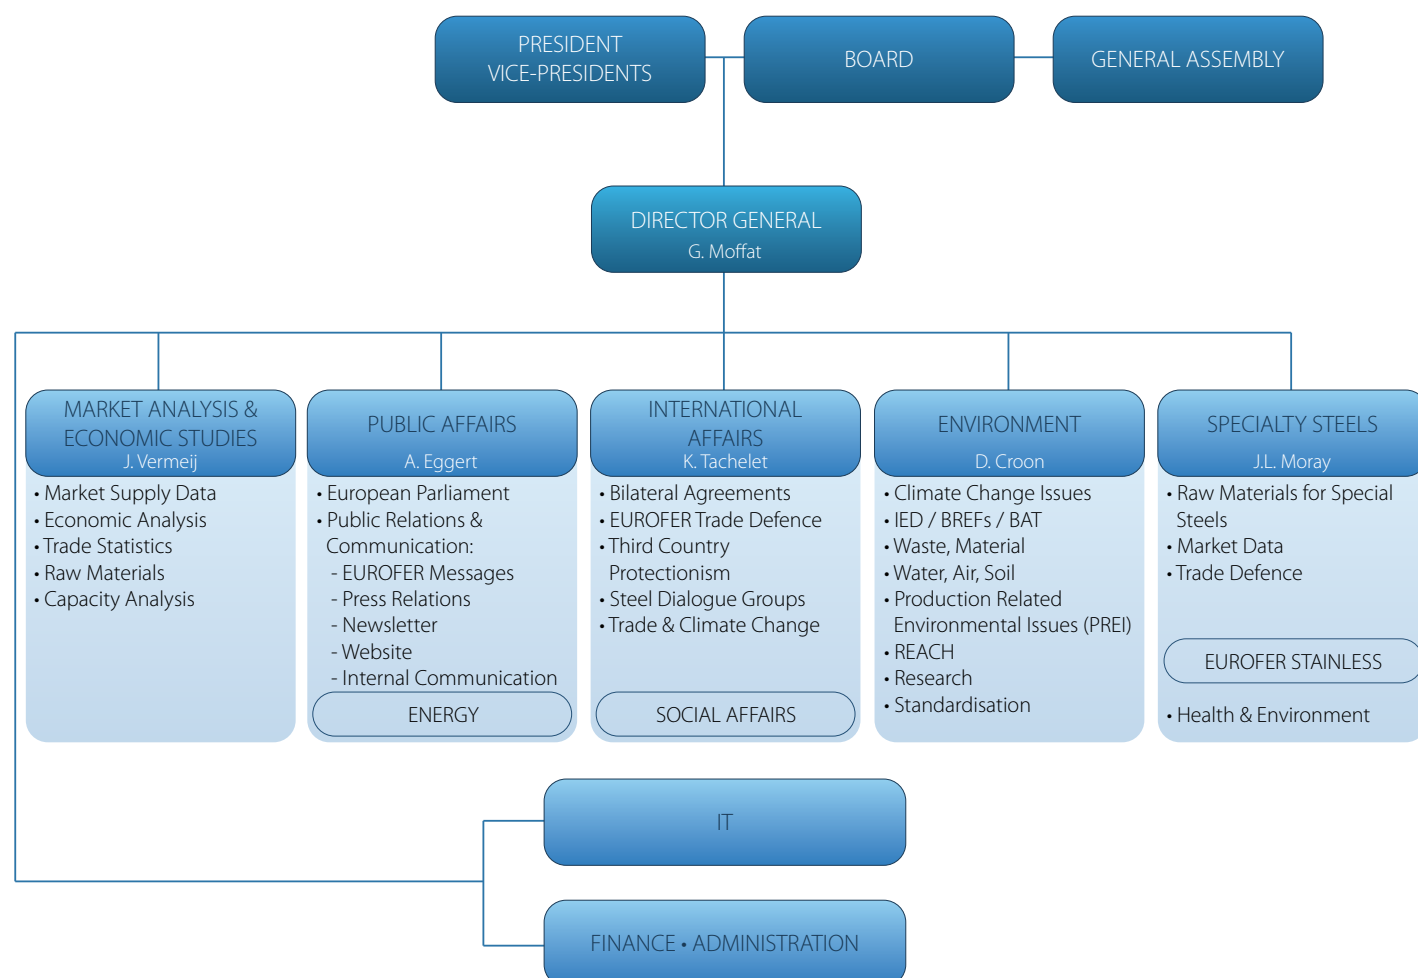 PRESIDENT
VICE-PRESIDENTS
BOARD
GENERAL ASSEMBLY
DIRECTOR GENERAL
G. Moffat
MARKET ANALYSIS &
ECONOMIC STUDIES
J. Vermeij
• Market Supply Data
• Economic Analysis
• Trade Statistics
• Raw Materials
• Capacity Analysis
PUBLIC AFFAIRS
A. Eggert
• European Parliament
• Public Relations &
Communication:
- EUROFER Messages
- Press Relations
- Newsletter
- Website
- Internal Communication
ENERGY
INTERNATIONAL
AFFAIRS
K. Tachelet
• Bilateral Agreements
• EUROFER Trade Defence
• Third Country
Protectionism
• Steel Dialogue Groups
• Trade & Climate Change
SOCIAL AFFAIRS
ENVIRONMENT
D. Croon
• Climate Change Issues
• IED / BREFs / BAT
• Waste, Material
• Water, Air, Soil
• Production Related
Environmental Issues (PREI)
• REACH
• Research
• Standardisation
SPECIALTY STEELS
J.L. Moray
• Raw Materials for Special
Steels
• Market Data
• Trade Defence
EUROFER STAINLESS
• Health & Environment
IT
FINANCE • ADMINISTRATION